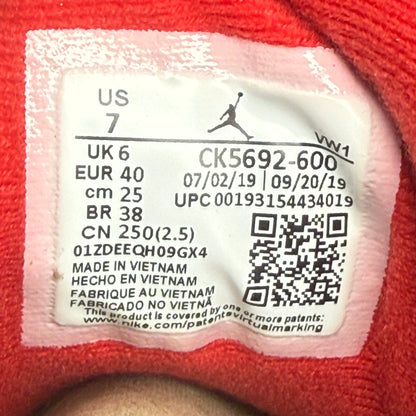 US
7
VW1
UK 6
CK5692-600
EUR 40
07/02/19 | 09/20/19
cm 25
UPC 00193154434019
BR 38
CN 250(2.5)
01ZDEEQH09GX4
MADE IN VIETNAM
HECHO EN VIETNAM
FABRIQUE AU VIETNAM
FABRICADO NO VIETNÃ
This product is covered by one or more patents:
www.nike.com/patentsvirtualmarking